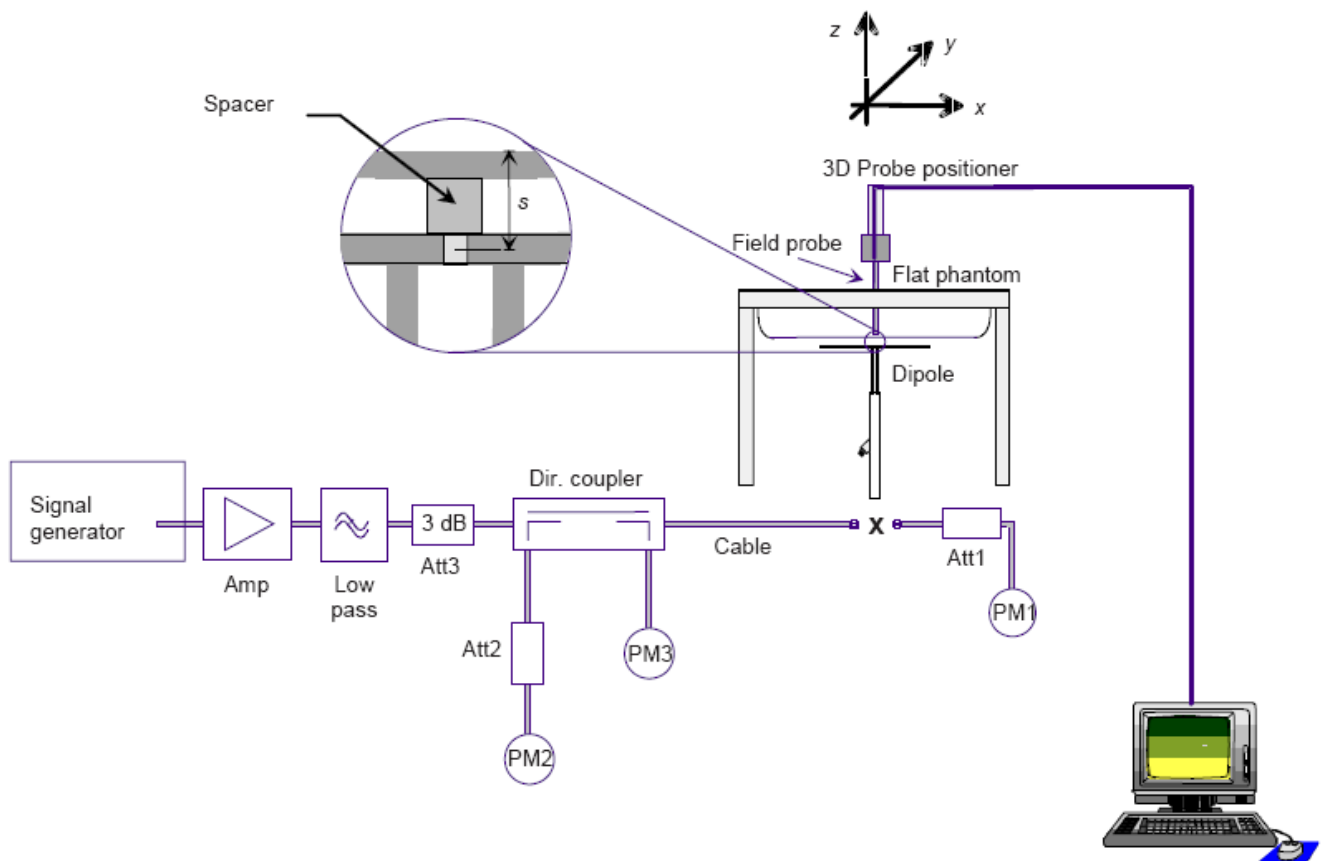 z
y
x
Spacer
s
3D Probe positioner
Field probe
Flat phantom
Dipole
Signal
generator
Amp
Low
pass
3 dB
Att3
Dir. coupler
Cable
X
Att1
PM1
Att2
PM3
PM2